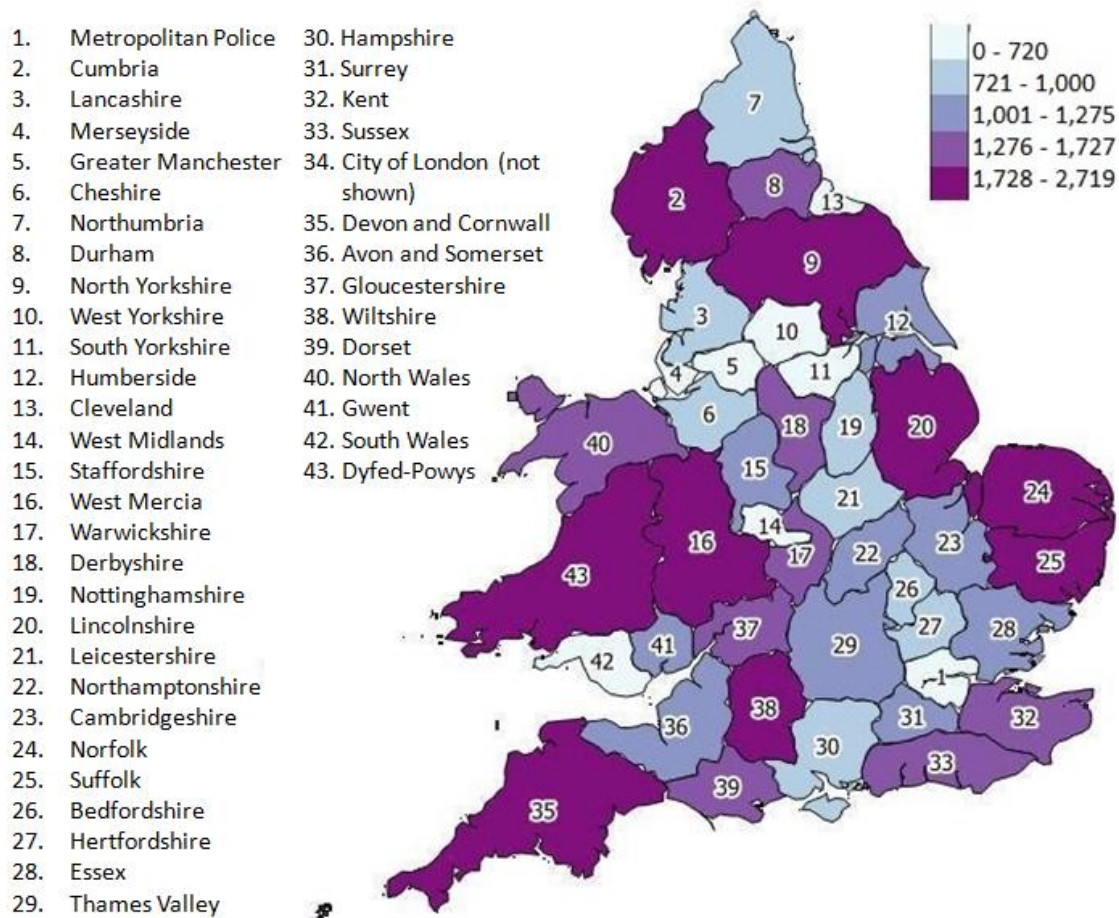 1. Metropolitan Police
2. Cumbria
3. Lancashire
4. Merseyside
5. Greater Manchester
6. Cheshire
7. Northumbria
8. Durham
9. North Yorkshire
10. West Yorkshire
11. South Yorkshire
12. Humberside
13. Cleveland
14. West Midlands
15. Staffordshire
16. West Mercia
17. Warwickshire
18. Derbyshire
19. Nottinghamshire
20. Lincolnshire
21. Leicestershire
22. Northamptonshire
23. Cambridgeshire
24. Norfolk
25. Suffolk
26. Bedfordshire
27. Hertfordshire
28. Essex
29. Thames Valley
30. Hampshire
31. Surrey
32. Kent
33. Sussex
34. City of London (not
shown)
35. Devon and Cornwall
36. Avon and Somerset
37. Gloucestershire
38. Wiltshire
39. Dorset
40. North Wales
41. Gwent
42. South Wales
43. Dyfed-Powys
0 - 720
721 - 1,000
1,001 - 1,275
1,276 - 1,727
1,728 - 2,719
7
8
2
13
9
3
12
10
5
11
4
6
18
19
20
40
15
21
24
14
16
22
23
17
25
43
26
37
27
28
41
29
42
1
38
31
32
36
30
33
39
35